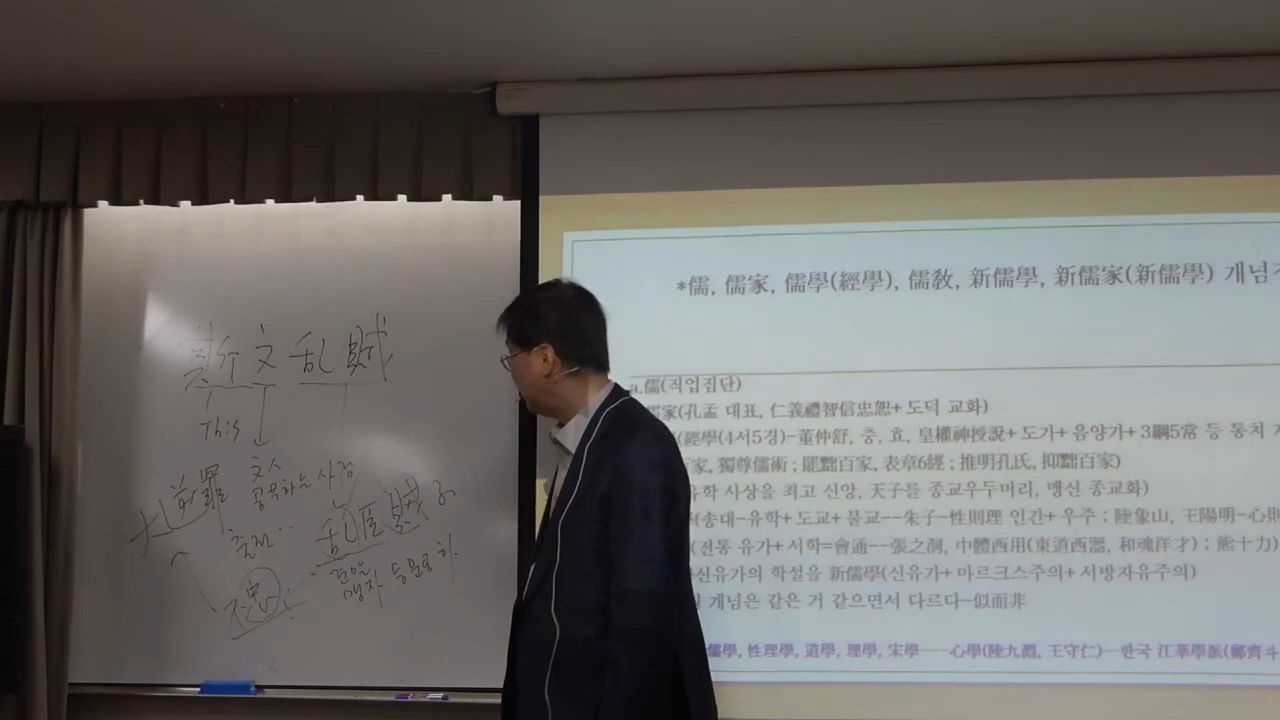 斯文乱賊
This
文人
공부하는 사람
大逆罪
乱臣賊子
不忠
*儒, 儒家, 儒學(經學), 儒敎, 新儒學, 新儒家(新儒學) 개념
a.儒(직업집단)
儒家(孔孟 대표, 仁義禮智信忠恕+ 도덕 교화)
(經學(4서5경)-董仲舒, 충, 효, 皇權神授說+ 도가+ 음양가+ 3綱5常 등 통치
百家, 獨尊儒術 ; 罷黜百家, 表章6經 ; 推明孔氏, 抑黜百家)
유학 사상을 최고 신앙, 天子를 종교우두머리, 맹신 종교화)
(송대-유학+ 도교+ 불교--朱子-性則理 인간+ 우주 ; 陸象山, 王陽明-心則
(전통 유가+ 서학=會通--張之洞, 中體西用(東道西器, 和魂洋才) ; 熊十力)
신유가의 학설을 新儒學(신유가+ 마르크스주의+ 서방자유주의)
개념은 같은 거 같으면서 다르다-似而非
儒學, 性理學, 道學, 理學, 宋學---心學(陸九淵, 王守仁)--한국 江華學派(鄭齊斗